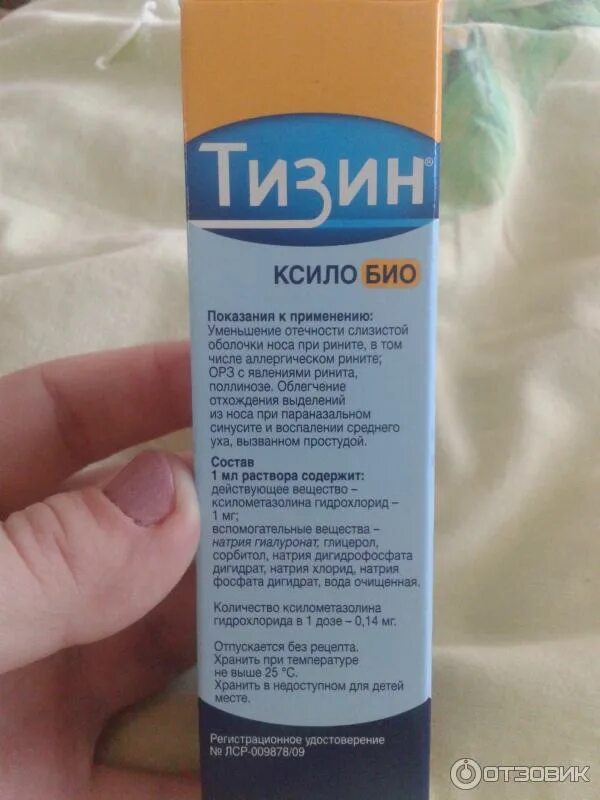 Тизин®
КСИЛО БИО
Показания к применению:
Уменьшение отечности слизистой
оболочки носа при рините, в том
числе аллергическом рините;
ОРЗ с явлениями ринита,
поллинозе. Облегчение
отхождения выделений
из носа при параназальном
синусите и воспалении среднего
уха, вызванном простудой.
Состав
1 мл раствора содержит:
действующее вещество –
ксилометазолина гидрохлорид –
1 мг;
вспомогательные вещества –
натрия гиалуронат, глицерол,
сорбитол, натрия дигидрофосфата
дигидрат, натрия хлорид, натрия
фосфата дигидрат, вода очищенная.
Количество ксилометазолина
гидрохлорида в 1 дозе – 0,14 мг.
Отпускается без рецепта.
Хранить при температуре
не выше 25 °С.
Хранить в недоступном для детей
месте.
Регистрационное удостоверение
№ ЛСР-009878/09
ОТЗОВИК